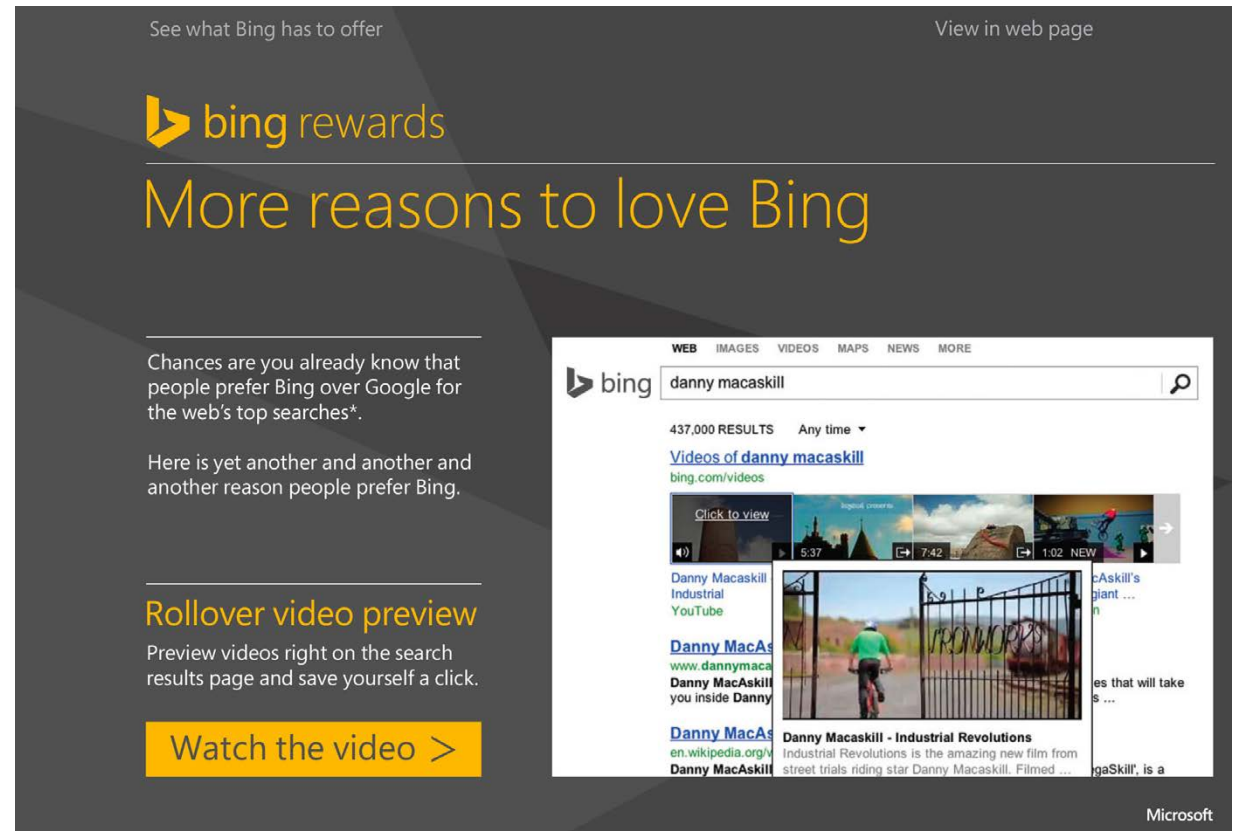 See what Bing has to offer
View in web page
bing rewards
More reasons to love Bing
Chances are you already know that
people prefer Bing over Google for
the web's top searches*.
Here is yet another and another and
another reason people prefer Bing.
Rollover video preview
Preview videos right on the search
results page and save yourself a click.
Watch the video >
WEB IMAGES VIDEOS MAPS NEWS MORE
bing danny macaskill
437,000 RESULTS Any time
Videos of danny macaskill
bing.com/videos
Click to view
5:37 7:42 1:02 NEW
Danny Macaskill
cAskill's
Industrial
giant ...
YouTube
Danny MacAs
www.dannymaca
Danny MacAskill
es that will take
you inside Danny
s ...
IRONWORKS
Danny MacAs
en.wikipedia.org/v
Danny MacAskill
gaSkill', is a
Danny Macaskill - Industrial Revolutions
Industrial Revolutions is the amazing new film from
street trials riding star Danny Macaskill. Filmed ...
Microsoft